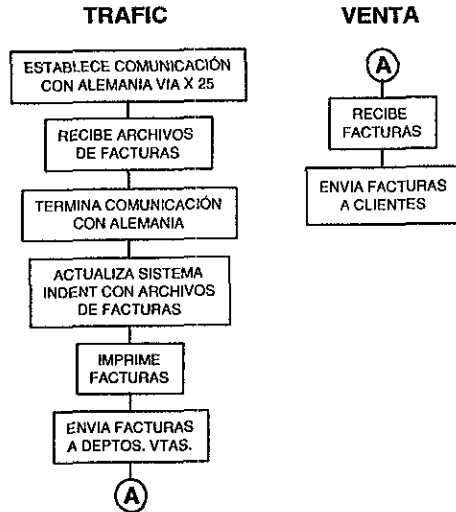 TRAFIC
ESTABLECE COMUNICACIÓN
CON ALEMANIA VIA X 25
RECIBE ARCHIVOS
DE FACTURAS
TERMINA COMUNICACIÓN
CON ALEMANIA
ACTUALIZA SISTEMA
INDENT CON ARCHIVOS
DE FACTURAS
IMPRIME
FACTURAS
ENVIA FACTURAS
A DEPTOS. VTAS.
A
VENTA
A
RECIBE
FACTURAS
ENVIA FACTURAS
A CLIENTES